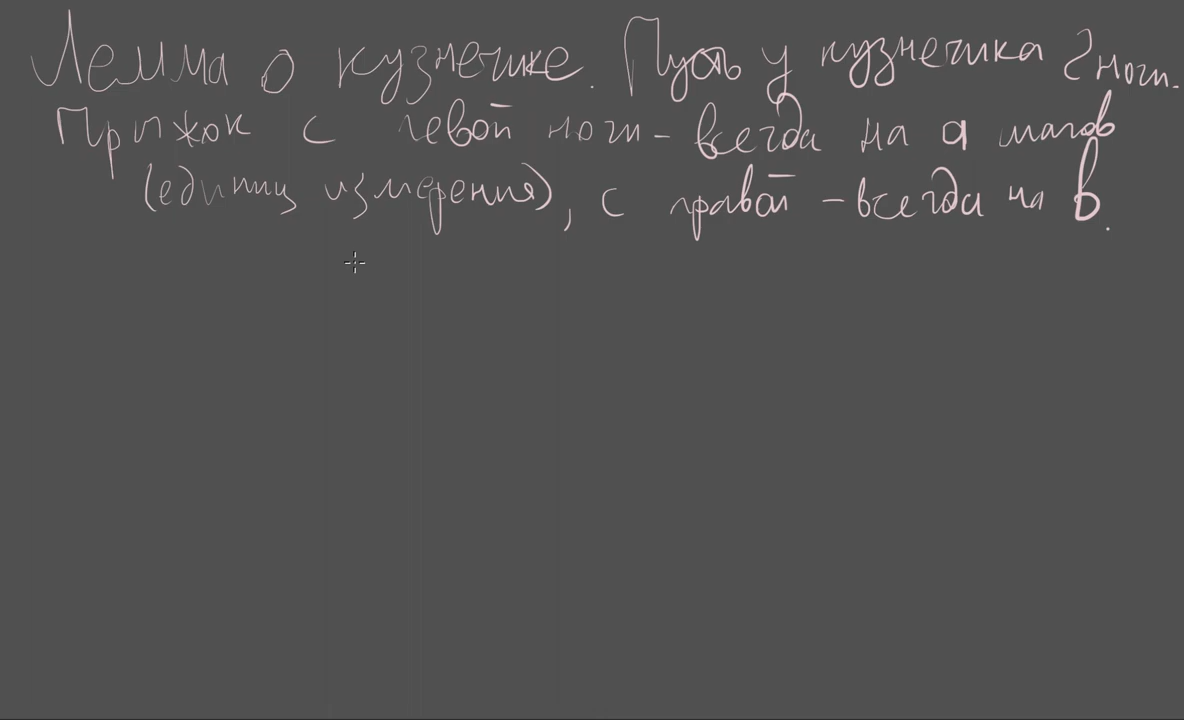 Лемма о кузнечике. Пусть у кузнечика 2 ноги.
Прыжок с левой ноги - всегда на a шагов
(единиц измерения), с правой - всегда на b.